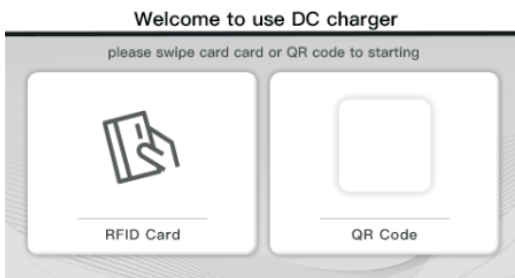 Welcome to use DC charger
please swipe card card or QR code to starting
RFID Card
QR Code